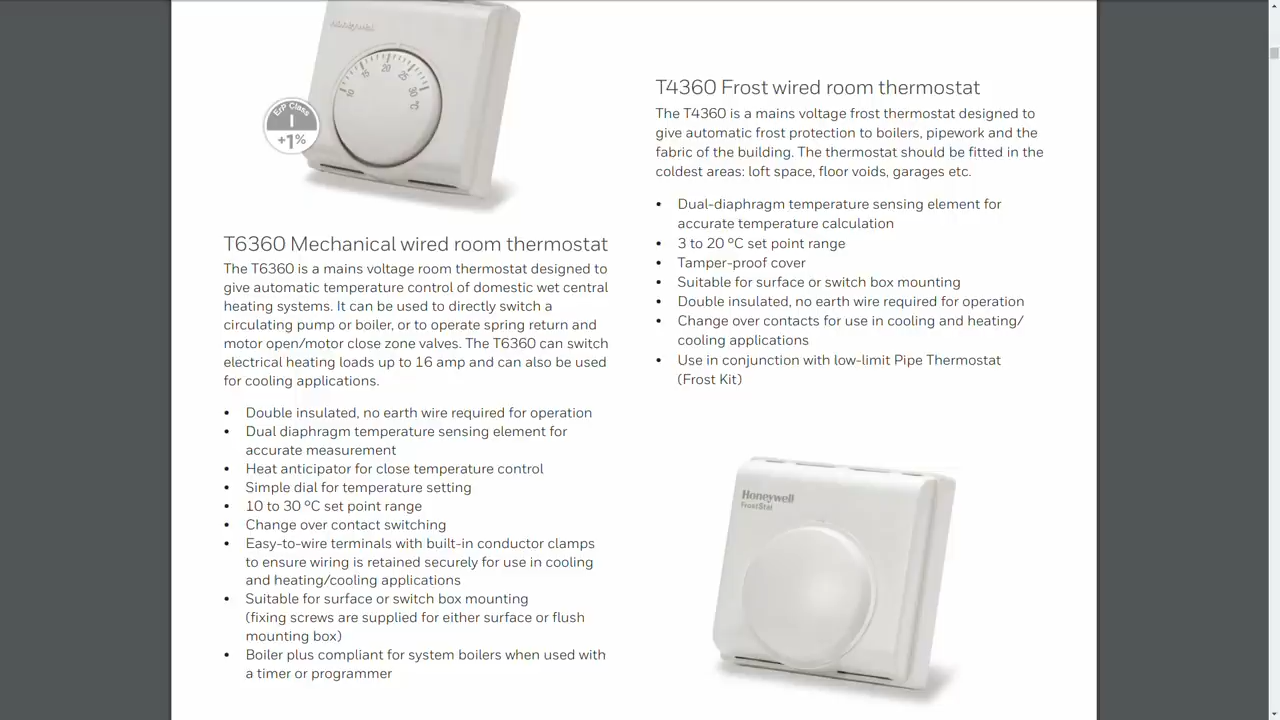 Honeywell
10
15
20
25
30
°C
ErP Class
I
+1%
T6360 Mechanical wired room thermostat
The T6360 is a mains voltage room thermostat designed to
give automatic temperature control of domestic wet central
heating systems. It can be used to directly switch a
circulating pump or boiler, or to operate spring return and
motor open/motor close zone valves. The T6360 can switch
electrical heating loads up to 16 amp and can also be used
for cooling applications.
• Double insulated, no earth wire required for operation
• Dual diaphragm temperature sensing element for
accurate measurement
• Heat anticipator for close temperature control
• Simple dial for temperature setting
• 10 to 30 °C set point range
• Change over contact switching
• Easy-to-wire terminals with built-in conductor clamps
to ensure wiring is retained securely for use in cooling
and heating/cooling applications
• Suitable for surface or switch box mounting
(fixing screws are supplied for either surface or flush
mounting box)
• Boiler plus compliant for system boilers when used with
a timer or programmer
T4360 Frost wired room thermostat
The T4360 is a mains voltage frost thermostat designed to
give automatic frost protection to boilers, pipework and the
fabric of the building. The thermostat should be fitted in the
coldest areas: loft space, floor voids, garages etc.
• Dual-diaphragm temperature sensing element for
accurate temperature calculation
• 3 to 20 °C set point range
• Tamper-proof cover
• Suitable for surface or switch box mounting
• Double insulated, no earth wire required for operation
• Change over contacts for use in cooling and heating/
cooling applications
• Use in conjunction with low-limit Pipe Thermostat
(Frost Kit)
Honeywell
FrostStat